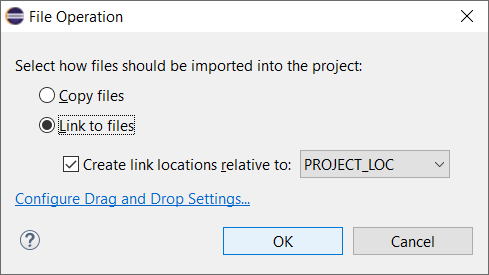 File Operation
Select how files should be imported into the project:
Copy files
Link to files
Create link locations relative to: PROJECT_LOC
Configure Drag and Drop Settings...
? OK Cancel